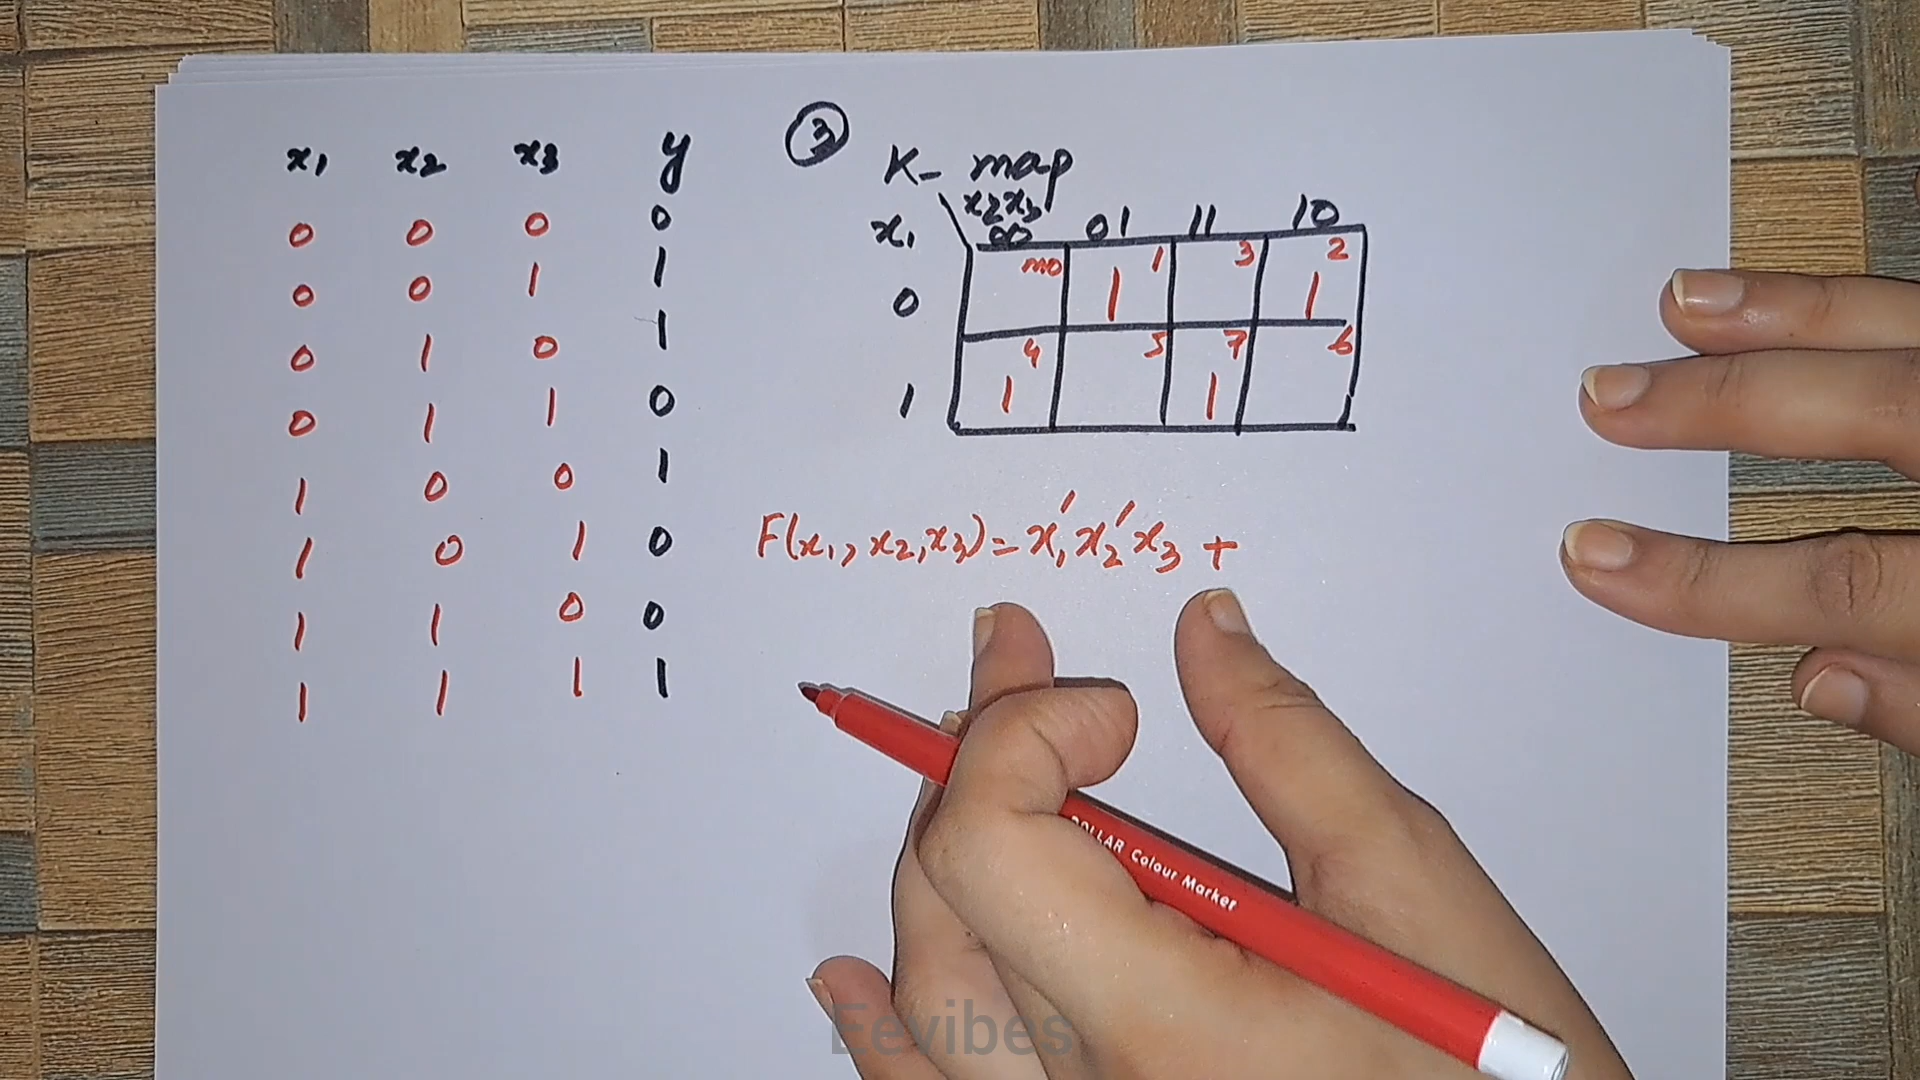 x1 x2 x3 y
0 0 0 0
0 0 1 1
0 1 0 1
0 1 1 0
1 0 0 1
1 0 1 0
1 1 0 0
1 1 1 1
3
K- map
x2x3
x1 00 01 11 10
m0 1 3 2
0 1 1
4 5 7 6
1 1 1
F(x1, x2, x3) = x1'x2'x3 +
DOLLAR Colour Marker
Eevibes